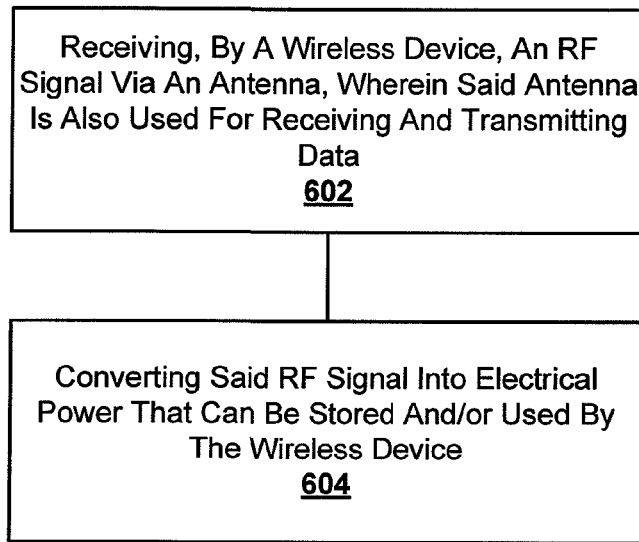 Receiving, By A Wireless Device, An RF
Signal Via An Antenna, Wherein Said Antenna
Is Also Used For Receiving And Transmitting
Data
602
Converting Said RF Signal Into Electrical
Power That Can Be Stored And/or Used By
The Wireless Device
604